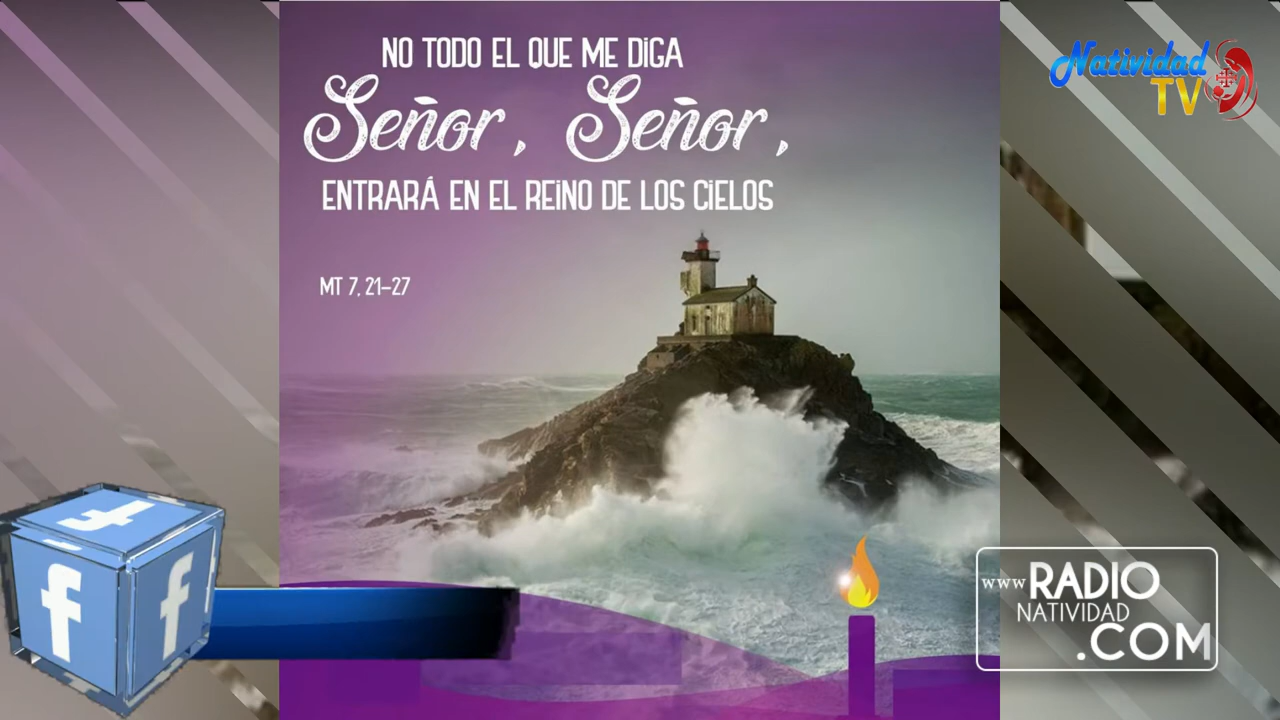 NO TODO EL QUE ME DIGA
Señor, Señor,
ENTRARÁ EN EL REINO DE LOS CIELOS
MT 7, 21-27
Natividad
TV
www RADIO
NATIVIDAD
.COM
f
f
f